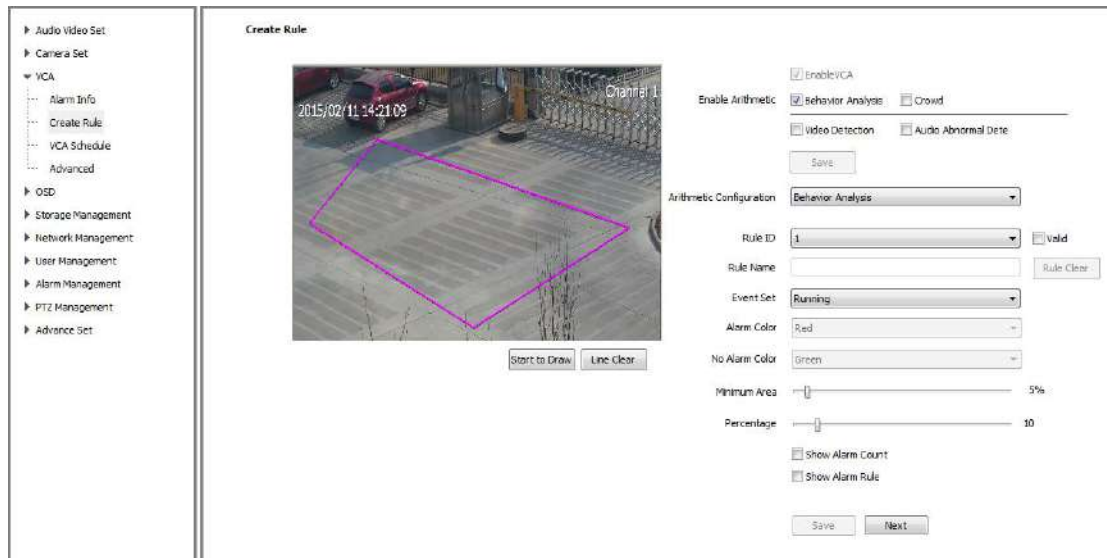 Audio Video Set
Camera Set
VCA
Alarm Info
Create Rule
VCA Schedule
Advanced
OSD
Storage Management
Network Management
User Management
Alarm Management
PTZ Management
Advance Set
Create Rule
Channel 1
2015/02/11 14:21:09
Start to Draw Line Clear
EnableVCA
Enable Arithmetic Behavior Analysis Crowd
Video Detection Audio Abnormal Dete
Save
Arithmetic Configuration Behavior Analysis
Rule ID 1 Valid
Rule Name Rule Clear
Event Set Running
Alarm Color Red
No Alarm Color Green
Minimum Area 5%
Percentage 10
Show Alarm Count
Show Alarm Rule
Save Next